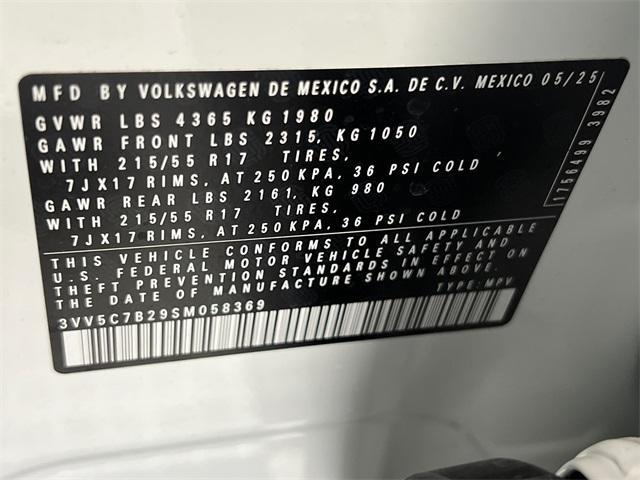 MFD BY VOLKSWAGEN DE MEXICO S.A. DE C.V. MEXICO 05/25
GVWR LBS 4365 KG 1980
GAWR FRONT LBS 2315, KG 1050
WITH 215/55 R17 TIRES,
7JX17 RIMS, AT 250 KPA, 36 PSI COLD
GAWR REAR LBS 2161, KG 980
WITH 215/55 R17 TIRES,
7JX17 RIMS, AT 250 KPA, 36 PSI COLD
THIS VEHICLE CONFORMS TO ALL APPLICABLE
U.S. FEDERAL MOTOR VEHICLE SAFETY AND
THEFT PREVENTION STANDARDS IN EFFECT ON
THE DATE OF MANUFACTURE SHOWN ABOVE.
3VV5C7B29SM058369 TYPE: MPV
1756499 3982